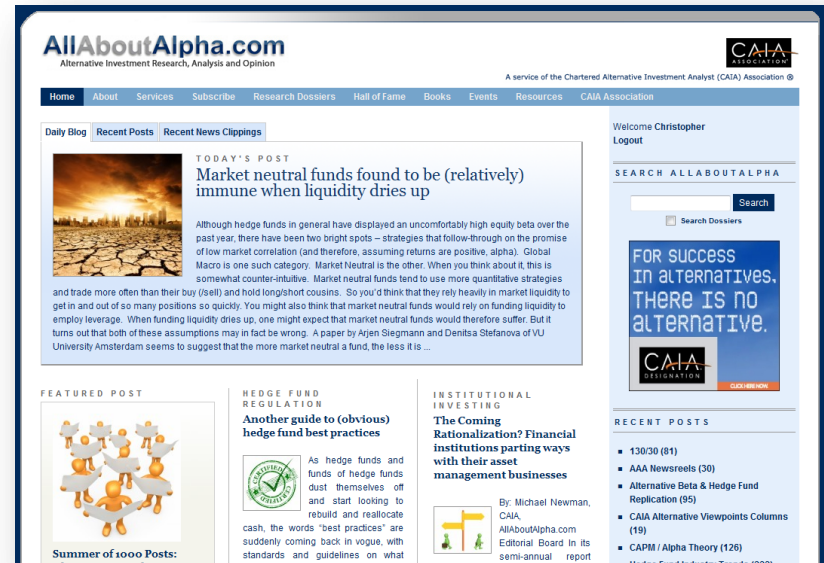 AllAboutAlpha.com
Alternative Investment Research, Analysis and Opinion
CAIA
ASSOCIATION®
A service of the Chartered Alternative Investment Analyst (CAIA) Association ®
Home About Services Subscribe Research Dossiers Hall of Fame Books Events Resources CAIA Association
Daily Blog Recent Posts Recent News Clippings
TODAY'S POST
Market neutral funds found to be (relatively)
immune when liquidity dries up
Although hedge funds in general have displayed an uncomfortably high equity beta over the
past year, there have been two bright spots – strategies that follow-through on the promise
of low market correlation (and therefore, assuming returns are positive, alpha). Global
Macro is one such category. Market Neutral is the other. When you think about it, this is
somewhat counter-intuitive. Market neutral funds tend to use more quantitative strategies
and trade more often than their buy (sell) and hold long/short cousins. So you'd think that they rely heavily in market liquidity to
get in and out of so many positions so quickly. You might also think that market neutral funds would rely on funding liquidity to
employ leverage. When funding liquidity dries up, one might expect that market neutral funds would therefore suffer. But it
turns out that both of these assumptions may in fact be wrong. A paper by Arjen Siegmann and Denitsa Stefanova of VU
University Amsterdam seems to suggest that the more market neutral a fund, the less it is ...
Welcome Christopher
Logout
SEARCH ALLABOUTALPHA
Search
Search Dossiers
FOR SUCCESS
IN ALTERNATIVES,
THERE IS NO
ALTERNATIVE.
CAIA
DESIGNATION
CLICK HERE NOW
FEATURED POST
Summer of 1000 Posts:
HEDGE FUND
REGULATION
Another guide to (obvious)
hedge fund best practices
CERTIFIED
As hedge funds and
funds of hedge funds
dust themselves off
and start looking to
rebuild and reallocate
cash, the words "best practices" are
suddenly coming back in vogue, with
standards and guidelines on what
INSTITUTIONAL
INVESTING
The Coming
Rationalization? Financial
institutions parting ways
with their asset
management businesses
By: Michael Newman,
CAIA,
AllAboutAlpha.com
Editorial Board In its
semi-annual report
RECENT POSTS
130/30 (81)
AAA Newsreels (30)
Alternative Beta & Hedge Fund
Replication (95)
CAIA Alternative Viewpoints Columns
(19)
CAPM / Alpha Theory (126)